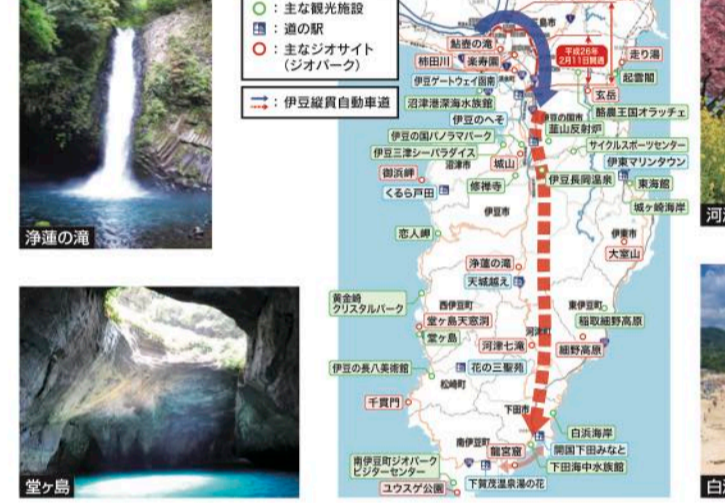 ○：主な観光施設
：道の駅
○：主なジオサイト
（ジオパーク）
：伊豆縦貫自動車道
三島市
鮎壺の滝
柿田川
楽寿園
伊豆ゲートウェイ函南
沼津港深海水族館
伊豆のへそ
伊豆の国パノラマパーク
伊豆三津シーパラダイス
沼津市
御浜岬
くるら戸田
城山
修禅寺
平成26年
2月11日開通
走り湯
起雲閣
玄岳
酪農王国オラッチェ
伊豆の国市
韮山反射炉
サイクルスポーツセンター
伊東マリンタウン
伊豆長岡温泉
東海館
城ヶ崎海岸
伊豆市
恋人岬
伊東市
大室山
浄蓮の滝
天城越え
黄金崎
クリスタルパーク
西伊豆町
堂ヶ島天窓洞
堂ヶ島
東伊豆町
稲取細野高原
河津町
河津七滝
細野高原
伊豆の長八美術館
花の三聖苑
松崎町
千貫門
下田市
白浜海岸
南伊豆町
龍宮窟
開国下田みなと
下田海中水族館
南伊豆町ジオパーク
ビジターセンター
下賀茂温泉湯の花
ユウスゲ公園
浄蓮の滝
堂ヶ島